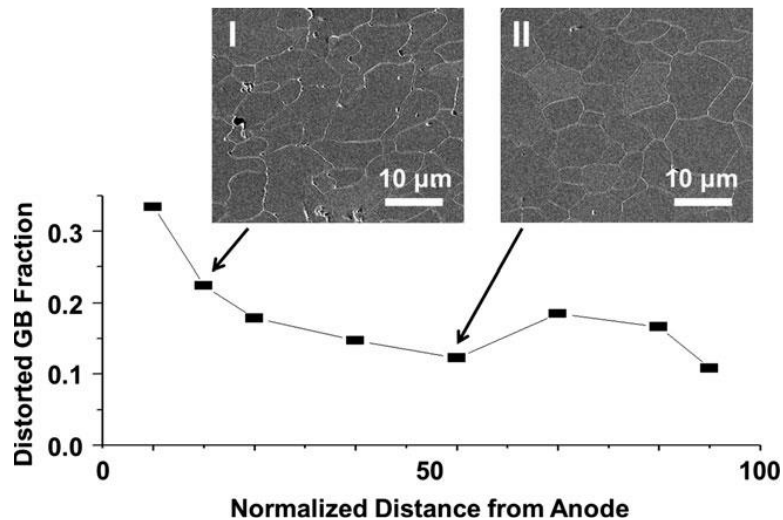 I
II
10 µm
10 µm
Distorted GB Fraction
0.3
0.2
0.1
0.0
0
50
100
Normalized Distance from Anode